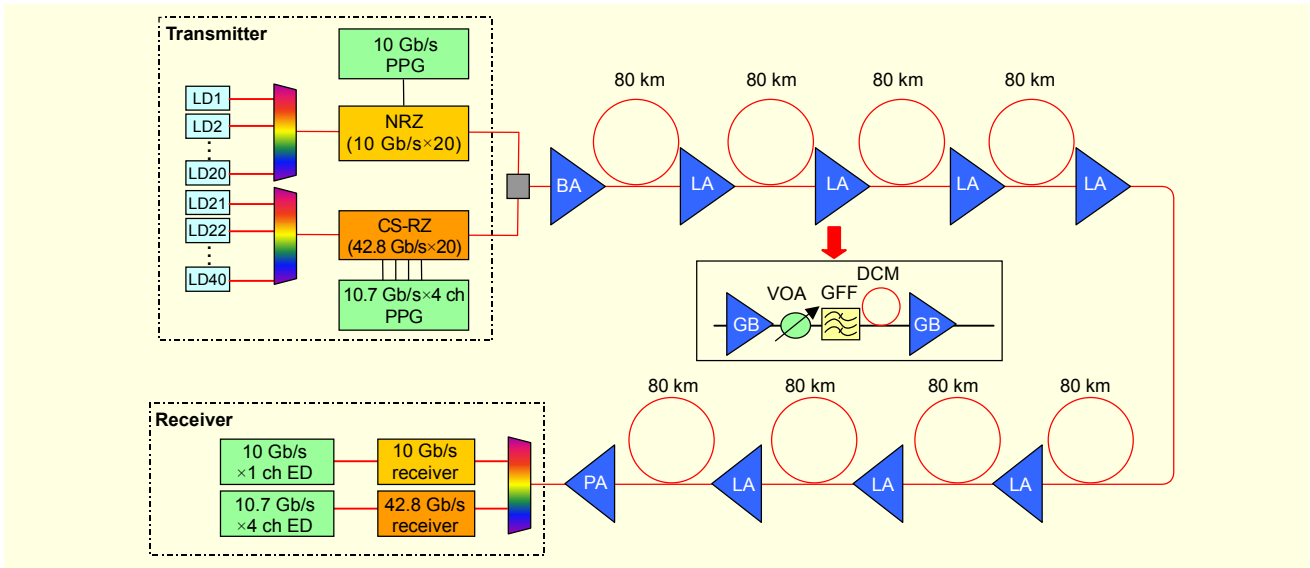 Transmitter
10 Gb/s
PPG
LD1
LD2
LD20
NRZ
(10 Gb/s×20)
LD21
LD22
LD40
CS-RZ
(42.8 Gb/s×20)
10.7 Gb/s×4 ch
PPG
80 km
80 km
80 km
80 km
BA
LA
LA
LA
LA
DCM
VOA
GFF
GB
GB
80 km
80 km
80 km
80 km
PA
LA
LA
LA
Receiver
10 Gb/s
×1 ch ED
10 Gb/s
receiver
10.7 Gb/s
×4 ch ED
42.8 Gb/s
receiver